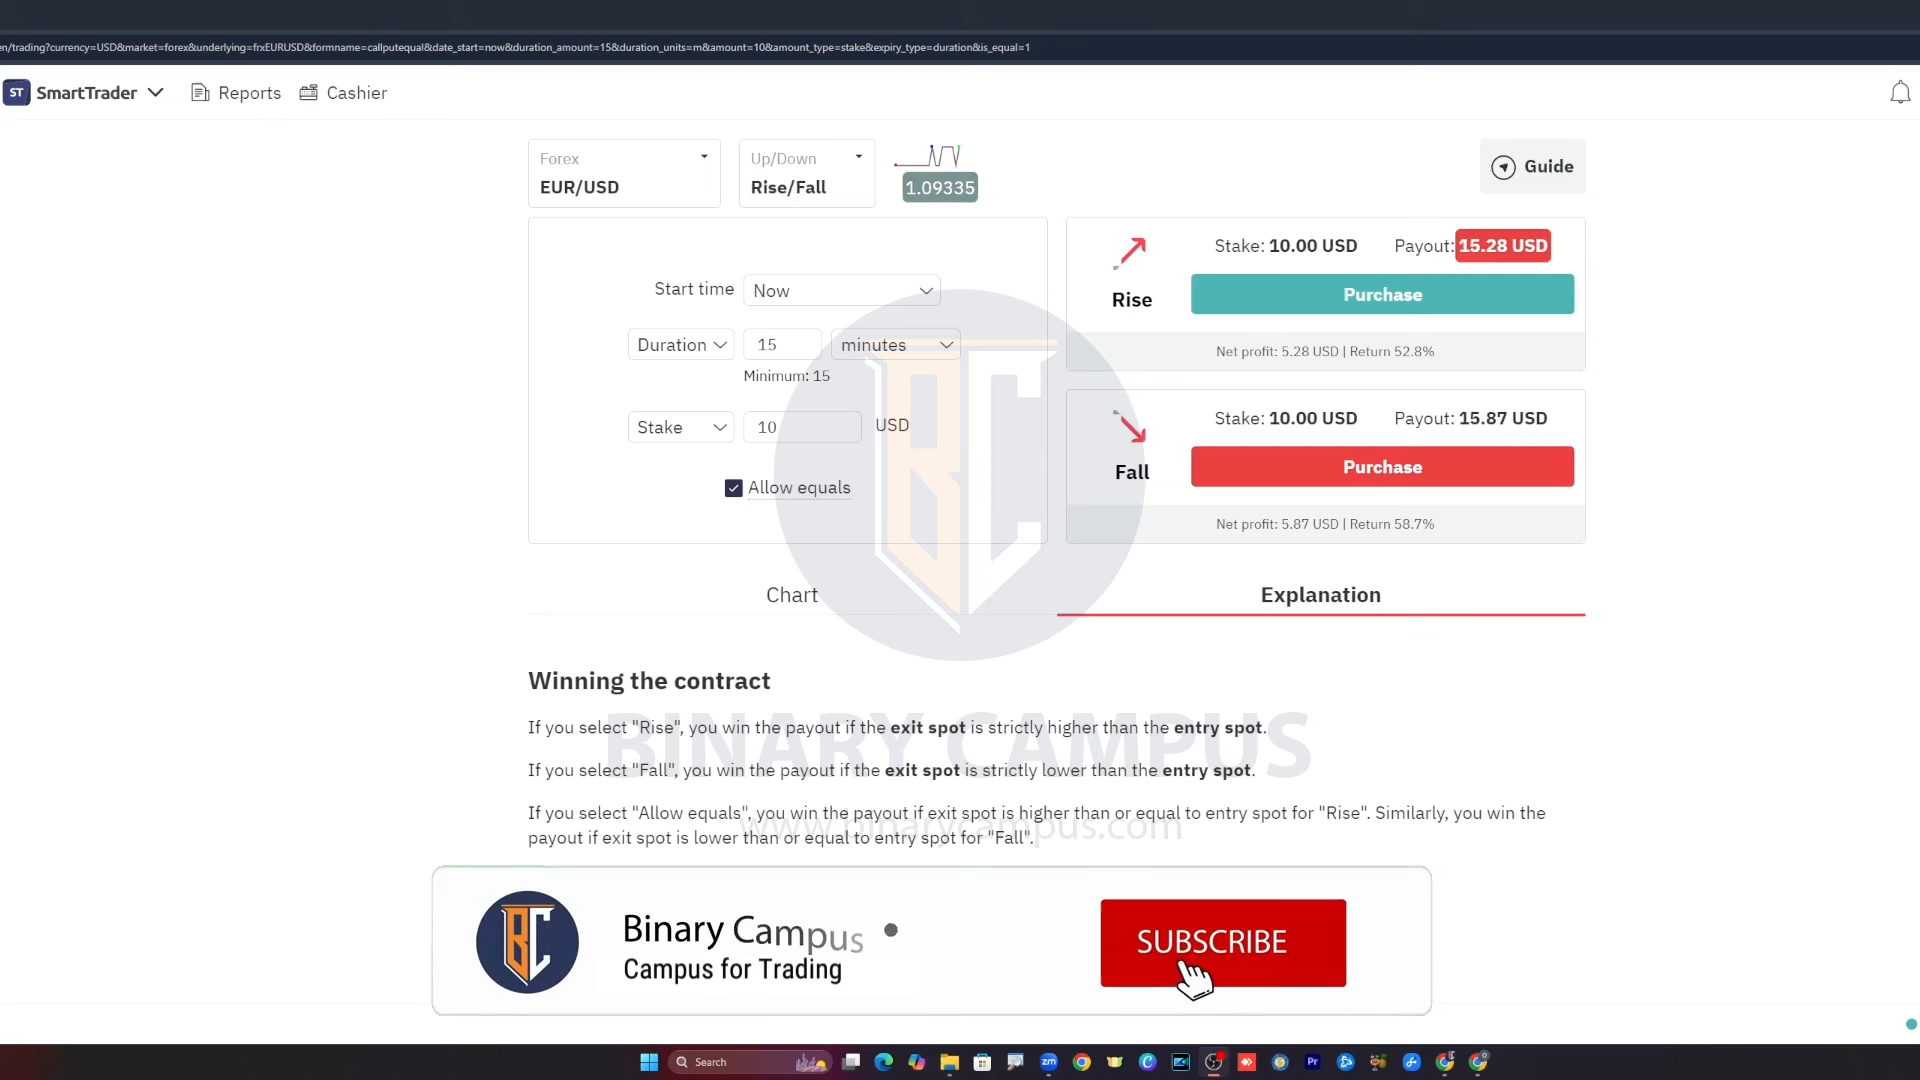 en/trading?currency=USD&market=forex&underlying=frxEURUSD&formname=callputequal&date_start=now&duration_amount=15&duration_units=m&amount=10&amount_type=stake&expiry_type=duration&is_equal=1
ST SmartTrader Reports Cashier
Forex
EUR/USD
Up/Down
Rise/Fall
1.09335
Guide
Start time Now
Duration 15 minutes
Minimum: 15
Stake 10 USD
Allow equals
Rise
Stake: 10.00 USD Payout: 15.28 USD
Purchase
Net profit: 5.28 USD | Return 52.8%
Fall
Stake: 10.00 USD Payout: 15.87 USD
Purchase
Net profit: 5.87 USD | Return 58.7%
Chart Explanation
Winning the contract
If you select "Rise", you win the payout if the exit spot is strictly higher than the entry spot.
If you select "Fall", you win the payout if the exit spot is strictly lower than the entry spot.
If you select "Allow equals", you win the payout if exit spot is higher than or equal to entry spot for "Rise". Similarly, you win the
payout if exit spot is lower than or equal to entry spot for "Fall".
BC
BINARY CAMPUS
www.binarycampus.com
BC
Binary Campus
Campus for Trading
SUBSCRIBE
Search
zm
Pr